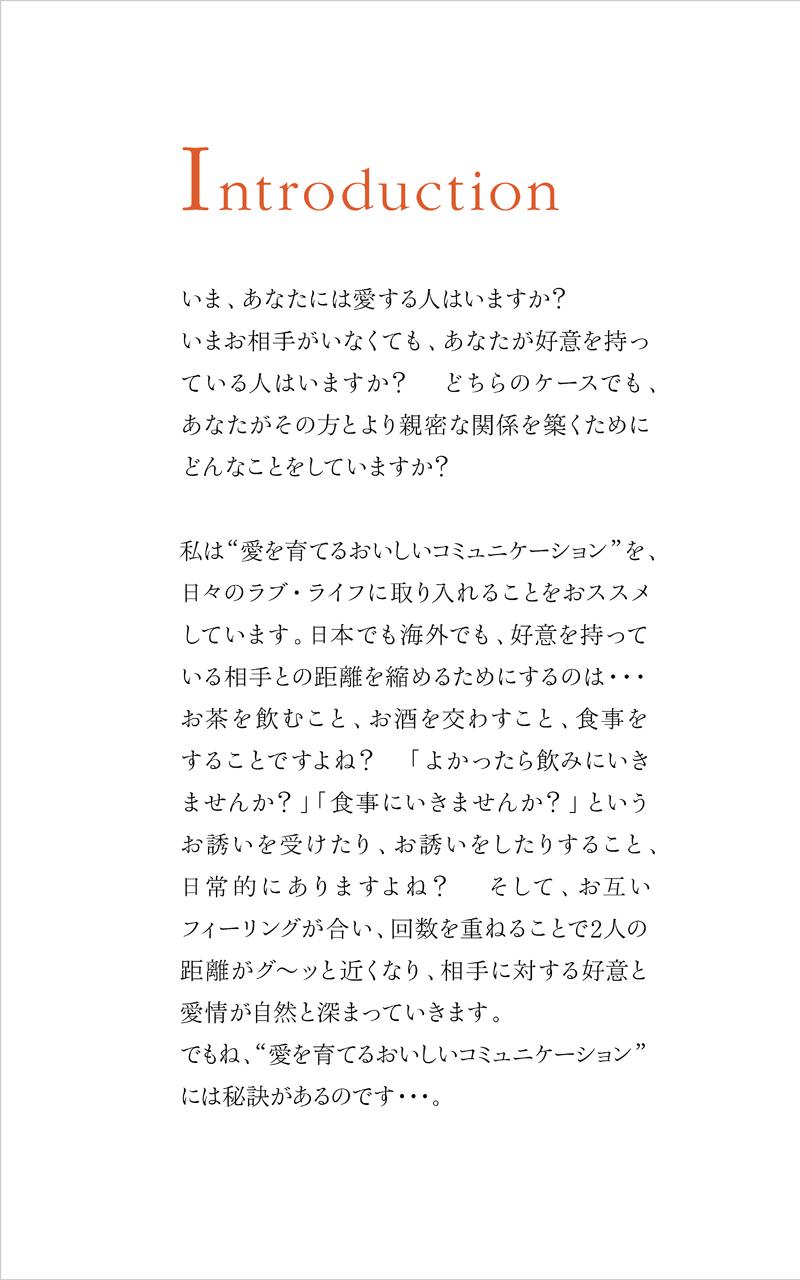 Introduction
いま、あなたには愛する人はいますか？
いまお相手がいなくても、あなたが好意を持っ
ている人はいますか？　どちらのケースでも、
あなたがその方とより親密な関係を築くために
どんなことをしていますか？
私は“愛を育てるおいしいコミュニケーション”を、
日々のラブ・ライフに取り入れることをおススメ
しています。日本でも海外でも、好意を持って
いる相手との距離を縮めるためにするのは・・・
お茶を飲むこと、お酒を交わすこと、食事を
することですよね？　「よかったら飲みにいき
ませんか？」「食事にいきませんか？」という
お誘いを受けたり、お誘いをしたりすること、
日常的にありますよね？　そして、お互い
フィーリングが合い、回数を重ねることで2人の
距離がグ〜ッと近くなり、相手に対する好意と
愛情が自然と深まっていきます。
でもね、“愛を育てるおいしいコミュニケーション”
には秘訣があるのです・・・。